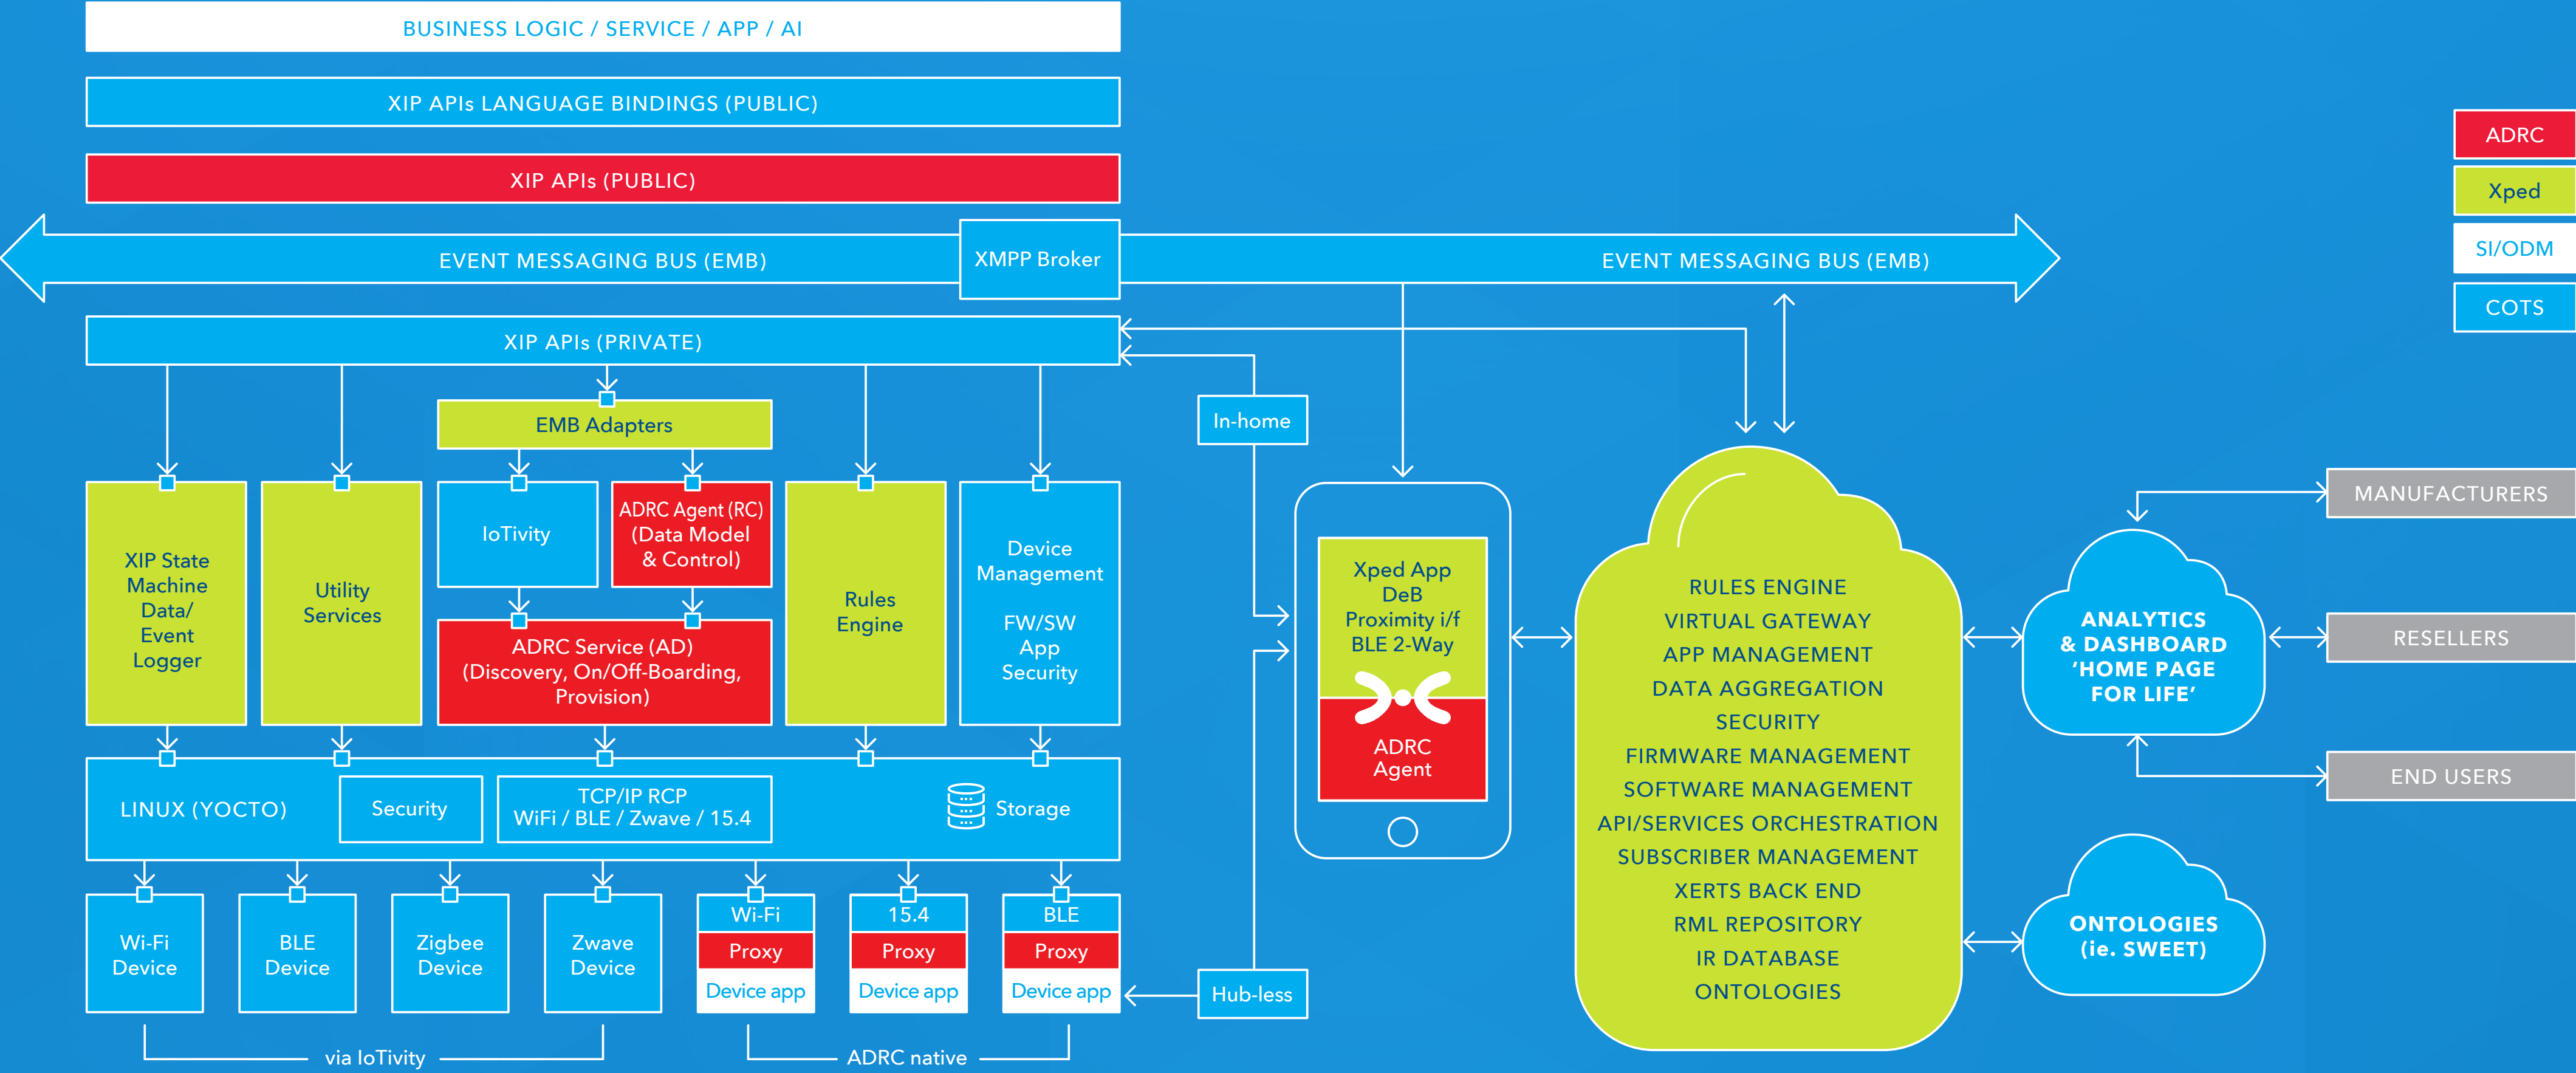 BUSINESS LOGIC / SERVICE / APP / AI
XIP APIs LANGUAGE BINDINGS (PUBLIC)
XIP APIs (PUBLIC)
EVENT MESSAGING BUS (EMB)
XMPP Broker
EVENT MESSAGING BUS (EMB)
XIP APIs (PRIVATE)
ADRC
Xped
SI/ODM
COTS
EMB Adapters
XIP State
Machine
Data/
Event
Logger
Utility
Services
IoTivity
ADRC Agent (RC)
(Data Model
& Control)
ADRC Service (AD)
(Discovery, On/Off-Boarding,
Provision)
Rules
Engine
Device
Management
FW/SW
App
Security
LINUX (YOCTO)
Security
TCP/IP RCP
WiFi / BLE / Zwave / 15.4
Storage
Wi-Fi
Device
BLE
Device
Zigbee
Device
Zwave
Device
Wi-Fi
Proxy
Device app
15.4
Proxy
Device app
BLE
Proxy
Device app
via IoTivity
ADRC native
In-home
Hub-less
Xped App
DeB
Proximity i/f
BLE 2-Way
ADRC
Agent
RULES ENGINE
VIRTUAL GATEWAY
APP MANAGEMENT
DATA AGGREGATION
SECURITY
FIRMWARE MANAGEMENT
SOFTWARE MANAGEMENT
API/SERVICES ORCHESTRATION
SUBSCRIBER MANAGEMENT
XERTS BACK END
RML REPOSITORY
IR DATABASE
ONTOLOGIES
ANALYTICS
& DASHBOARD
‘HOME PAGE
FOR LIFE’
ONTOLOGIES
(ie. SWEET)
MANUFACTURERS
RESELLERS
END USERS